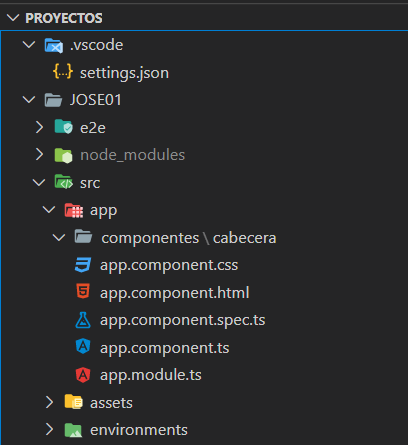 PROYECTOS
.vscode
{..} settings.json
JOSE01
e2e
node_modules
src
app
componentes \ cabecera
app.component.css
app.component.html
app.component.spec.ts
app.component.ts
app.module.ts
assets
environments